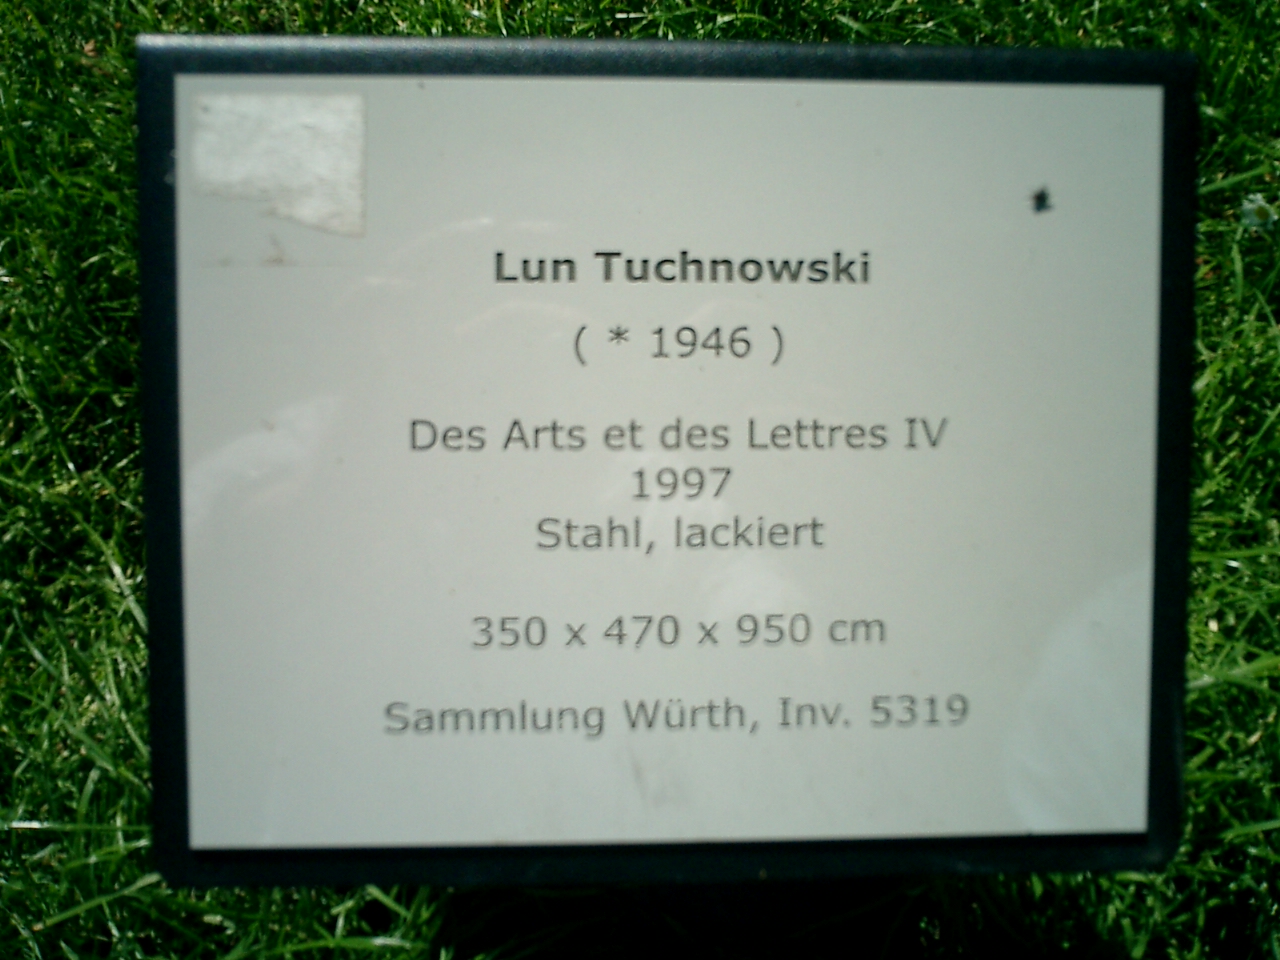 Lun Tuchnowski
( * 1946 )
Des Arts et des Lettres IV
1997
Stahl, lackiert
350 x 470 x 950 cm
Sammlung Würth, Inv. 5319